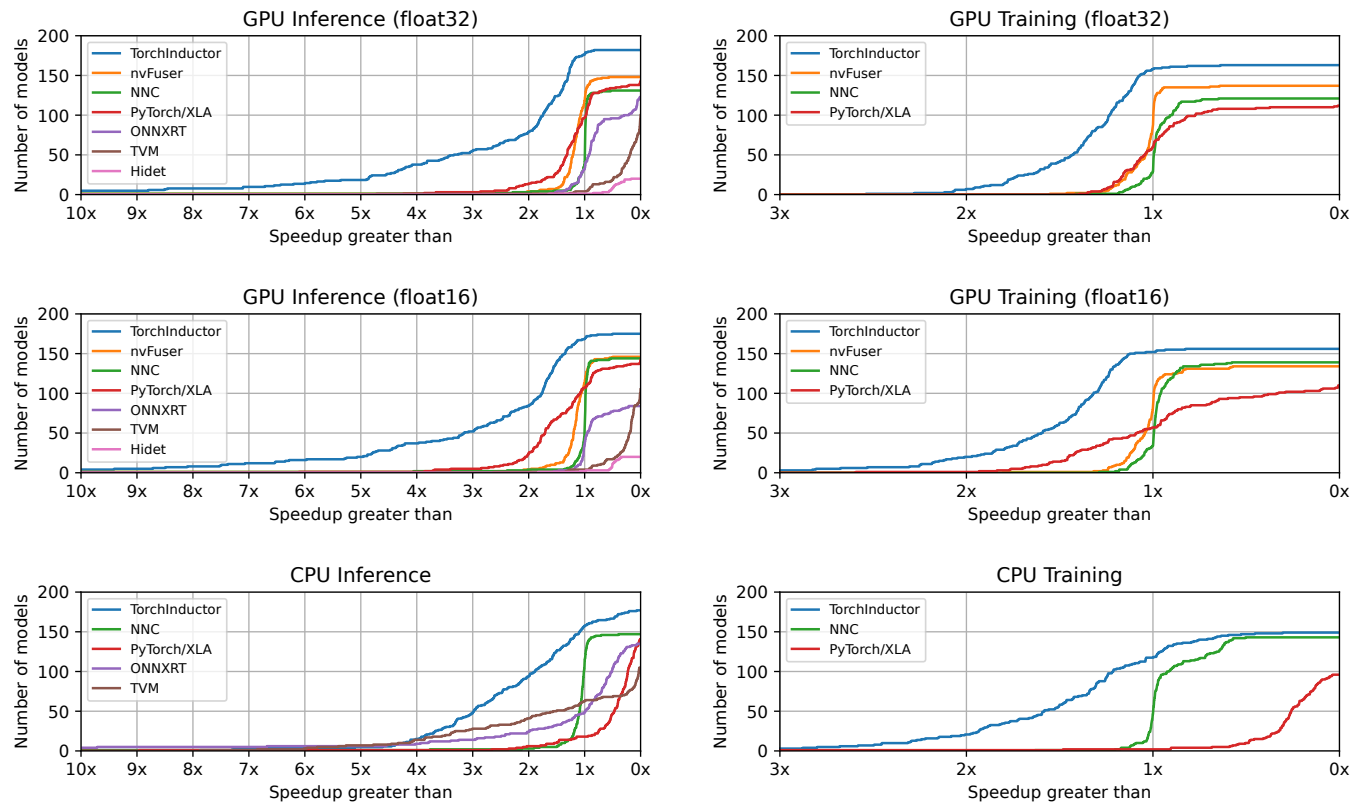 GPU Inference (float32)
Number of models
200
150
100
50
0
TorchInductor
nvFuser
NNC
PyTorch/XLA
ONNXRT
TVM
Hidet
10x 9x 8x 7x 6x 5x 4x 3x 2x 1x 0x
Speedup greater than
GPU Training (float32)
Number of models
200
150
100
50
0
TorchInductor
nvFuser
NNC
PyTorch/XLA
3x 2x 1x 0x
Speedup greater than
GPU Inference (float16)
Number of models
200
150
100
50
0
TorchInductor
nvFuser
NNC
PyTorch/XLA
ONNXRT
TVM
Hidet
10x 9x 8x 7x 6x 5x 4x 3x 2x 1x 0x
Speedup greater than
GPU Training (float16)
Number of models
200
150
100
50
0
TorchInductor
nvFuser
NNC
PyTorch/XLA
3x 2x 1x 0x
Speedup greater than
CPU Inference
Number of models
200
150
100
50
0
TorchInductor
NNC
PyTorch/XLA
ONNXRT
TVM
10x 9x 8x 7x 6x 5x 4x 3x 2x 1x 0x
Speedup greater than
CPU Training
Number of models
200
150
100
50
0
TorchInductor
NNC
PyTorch/XLA
3x 2x 1x 0x
Speedup greater than